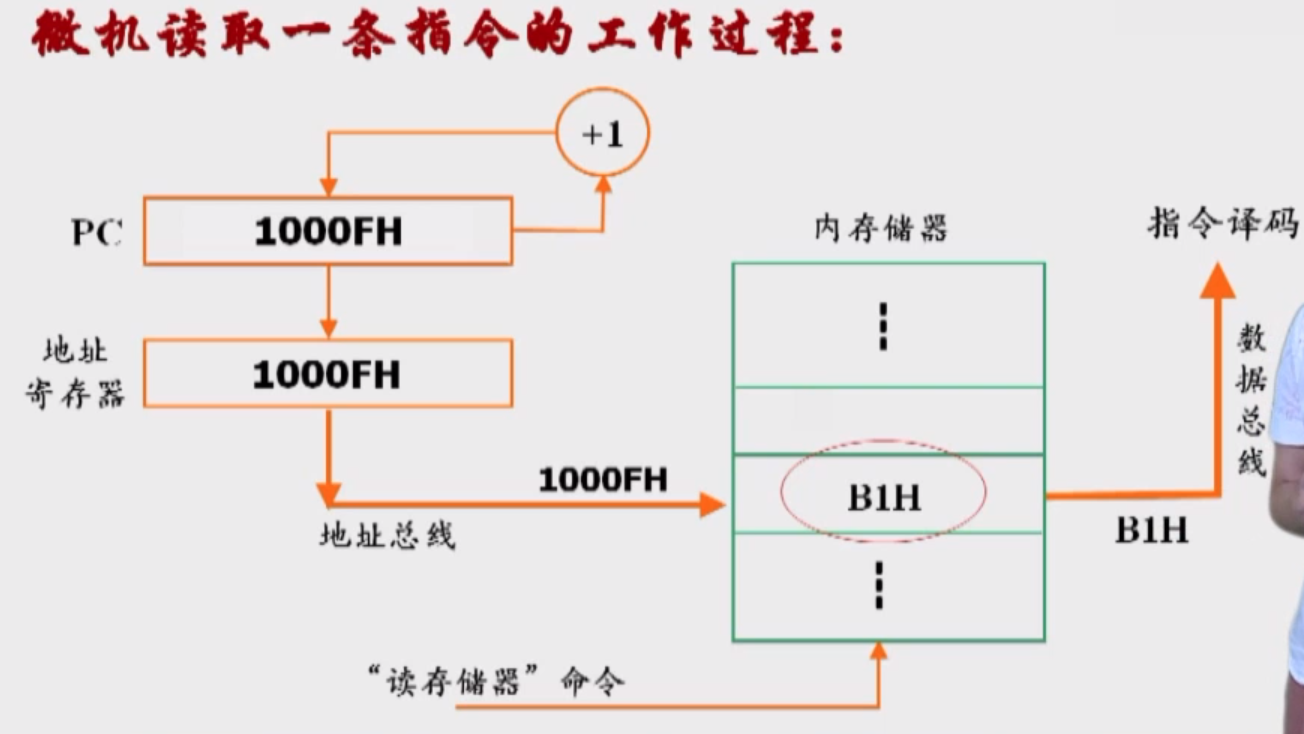 微机读取一条指令的工作过程：
+1
PC
1000FH
内存储器
指令译码
地址
寄存器
1000FH
数据总线
1000FH
B1H
地址总线
B1H
“读存储器”命令